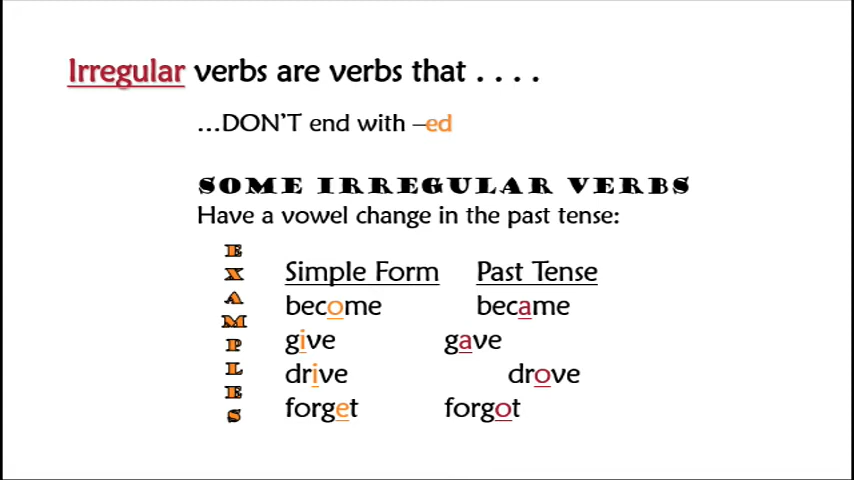 Irregular verbs are verbs that . . . .
...DON'T end with –ed
SOME IRREGULAR VERBS
Have a vowel change in the past tense:
EXAMPLES
Simple Form Past Tense
become became
give gave
drive drove
forget forgot